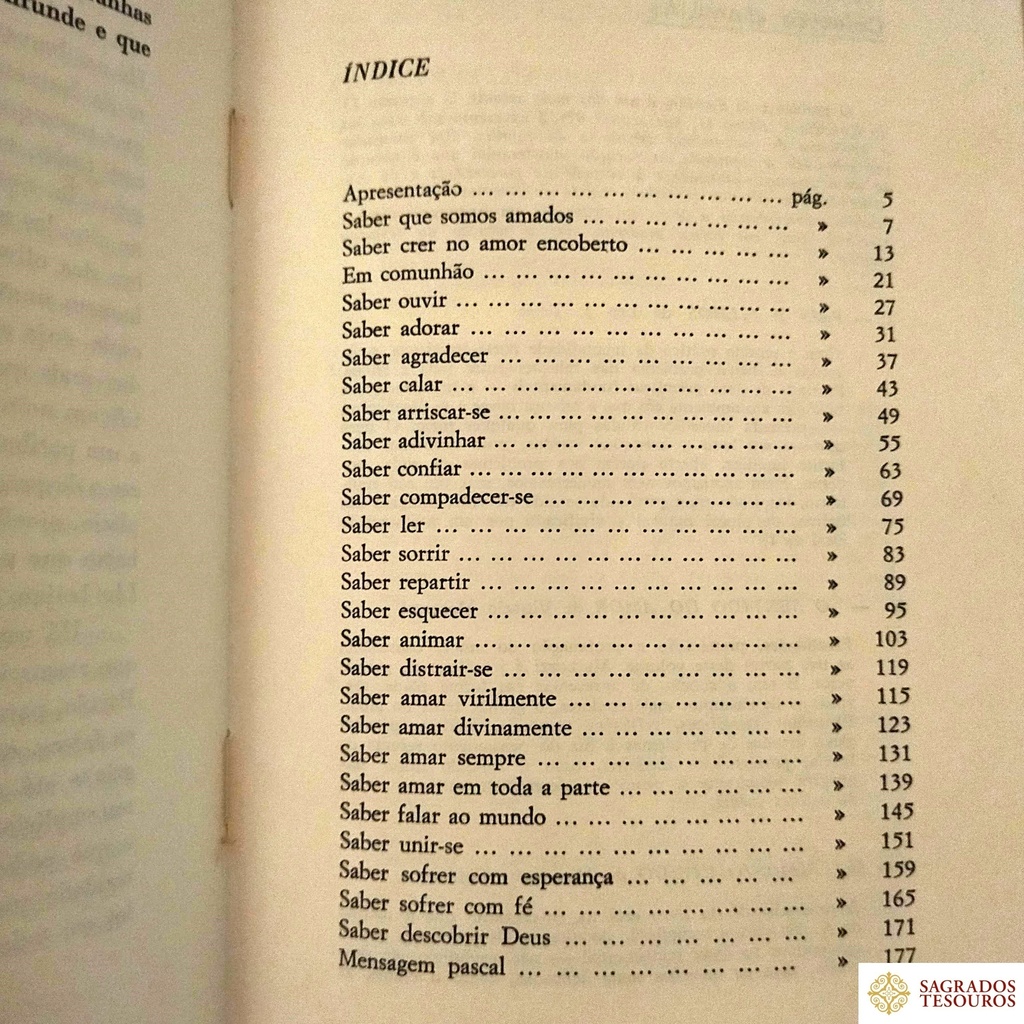 unde e que
ÍNDICE
Apresentação ... ... ... ... ... ... ... ... ... ... pág. 5
Saber que somos amados ... ... ... ... ... ... ... » 7
Saber crer no amor encoberto ... ... ... ... ... » 13
Em comunhão ... ... ... ... ... ... ... ... ... ... » 21
Saber ouvir ... ... ... ... ... ... ... ... ... ... ... » 27
Saber adorar ... ... ... ... ... ... ... ... ... ... » 31
Saber agradecer ... ... ... ... ... ... ... ... ... » 37
Saber calar ... ... ... ... ... ... ... ... ... ... ... » 43
Saber arriscar-se ... ... ... ... ... ... ... ... ... » 49
Saber adivinhar ... ... ... ... ... ... ... ... ... » 55
Saber confiar ... ... ... ... ... ... ... ... ... ... » 63
Saber compadecer-se ... ... ... ... ... ... ... ... » 69
Saber ler ... ... ... ... ... ... ... ... ... ... ... » 75
Saber sorrir ... ... ... ... ... ... ... ... ... ... ... » 83
Saber repartir ... ... ... ... ... ... ... ... ... ... » 89
Saber esquecer ... ... ... ... ... ... ... ... ... ... » 95
Saber animar ... ... ... ... ... ... ... ... ... ... » 103
Saber distrair-se ... ... ... ... ... ... ... ... ... » 119
Saber amar virilmente ... ... ... ... ... ... ... » 115
Saber amar divinamente ... ... ... ... ... ... ... » 123
Saber amar sempre ... ... ... ... ... ... ... ... » 131
Saber amar em toda a parte ... ... ... ... ... ... » 139
Saber falar ao mundo ... ... ... ... ... ... ... ... » 145
Saber unir-se ... ... ... ... ... ... ... ... ... ... » 151
Saber sofrer com esperança ... ... ... ... ... » 159
Saber sofrer com fé ... ... ... ... ... ... ... ... » 165
Saber descobrir Deus ... ... ... ... ... ... ... » 171
Mensagem pascal ... ... ... ... ... ... ... ... » 177
SAGRADOS
TESOUROS